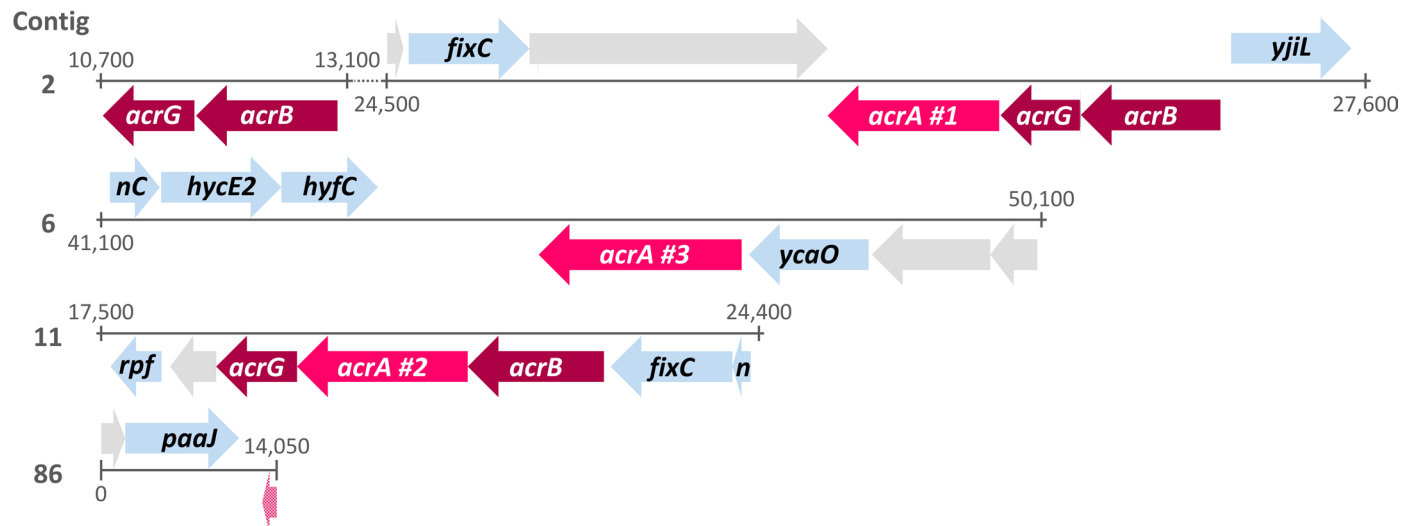 Contig
10,700 13,100 fixC yjiL
2
acrG acrB 24,500 acrA #1 acrG acrB 27,600
nC hycE2 hyfC 50,100
6
41,100 acrA #3 ycaO
17,500 24,400
11
rpf acrG acrA #2 acrB fixC n
paaJ 14,050
86
0